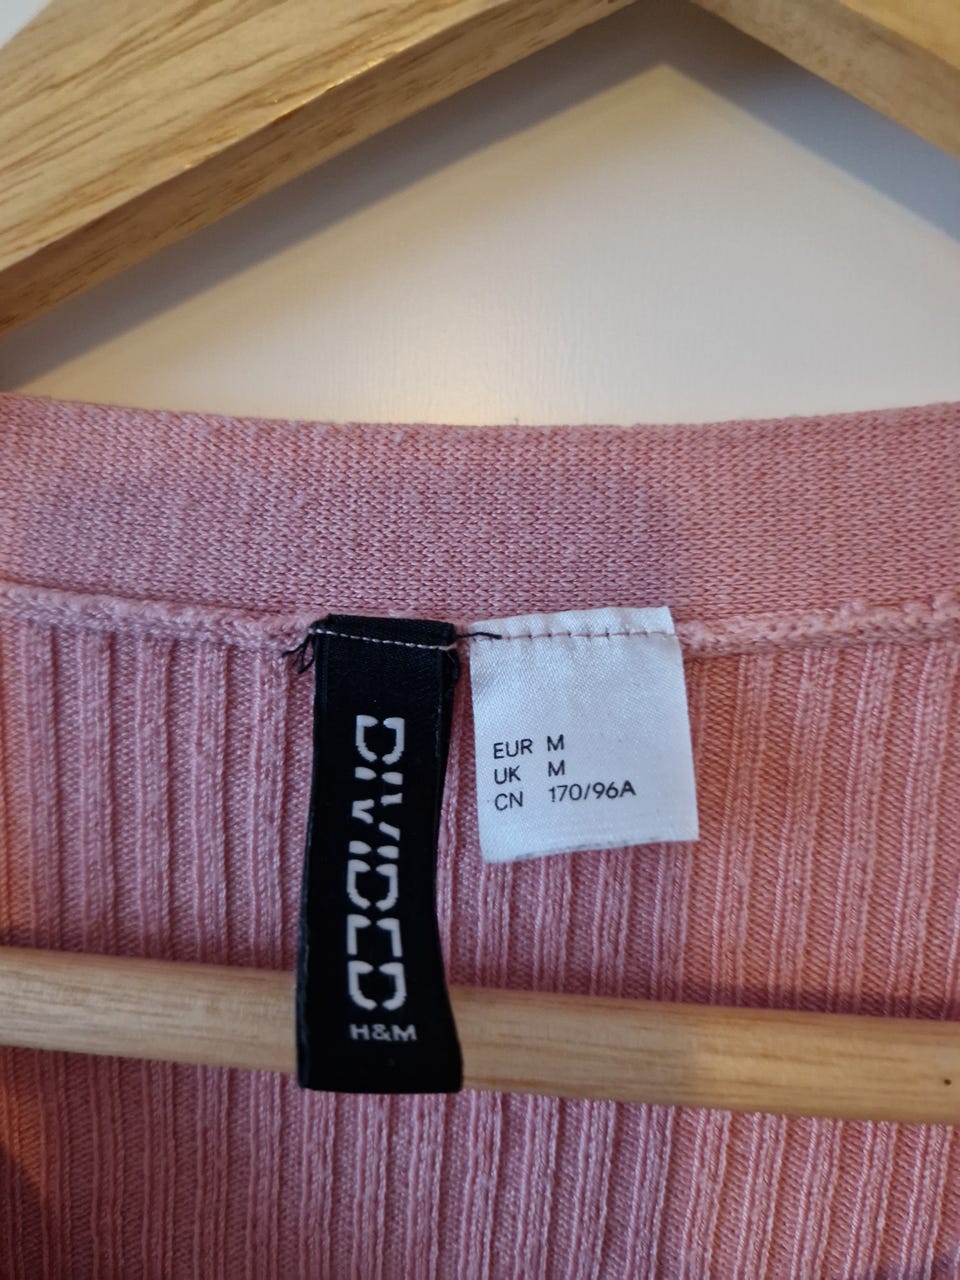 DIVIDED
H&M
EUR M
UK M
CN 170/96A